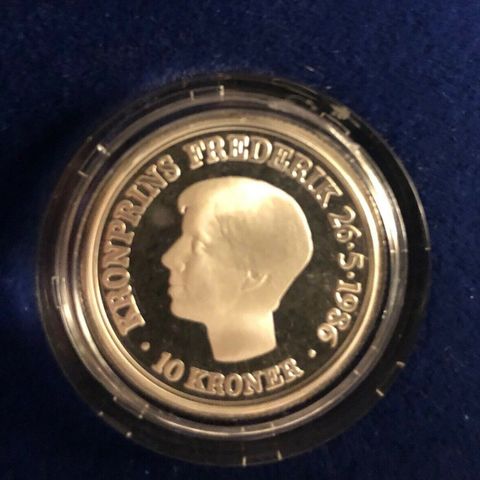 · KRONPRINS FREDERIK 26·5·1986
· 10 KRONER ·